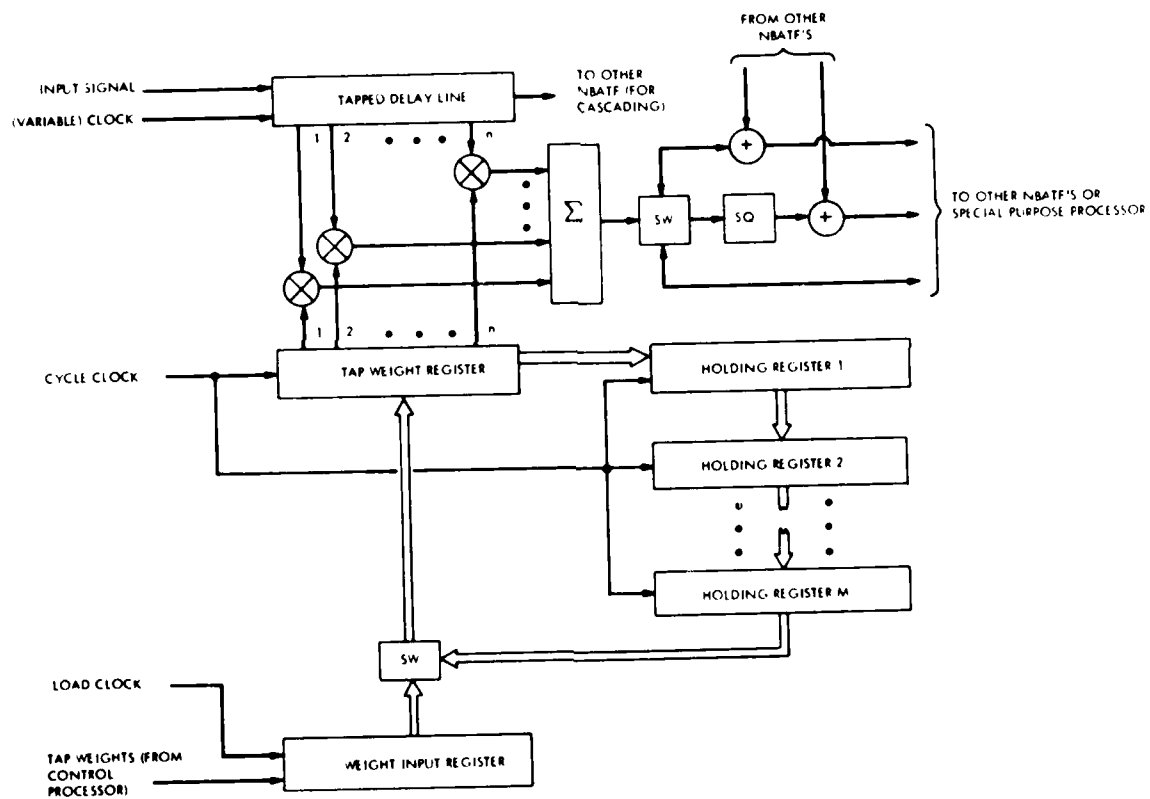 FROM OTHER
NBATF'S
INPUT SIGNAL
(VARIABLE) CLOCK
TAPPED DELAY LINE
TO OTHER
NBATF (FOR
CASCADING)
1 2 n
+
Σ
SW
SQ
+
TO OTHER NBATF'S OR
SPECIAL PURPOSE PROCESSOR
1 2 n
CYCLE CLOCK
TAP WEIGHT REGISTER
HOLDING REGISTER 1
HOLDING REGISTER 2
HOLDING REGISTER M
SW
LOAD CLOCK
TAP WEIGHTS (FROM
CONTROL
PROCESSOR)
WEIGHT INPUT REGISTER